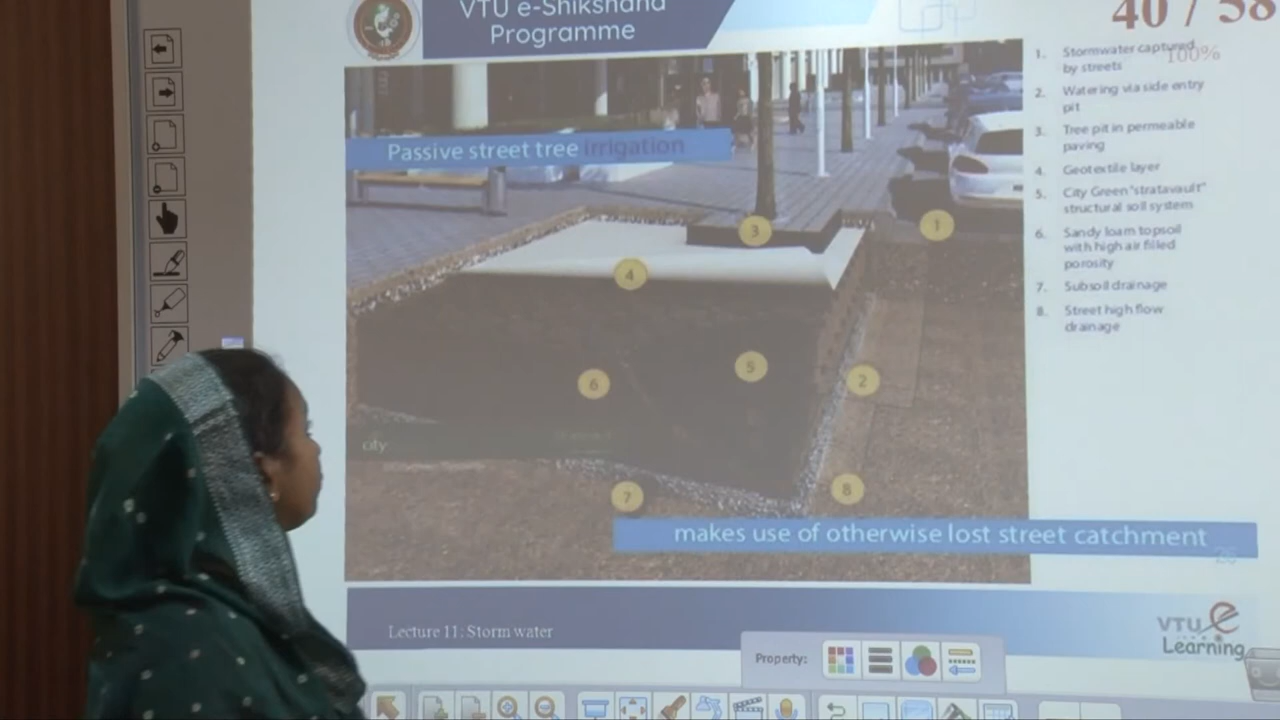 VTU e-Shikshana
Programme
40 / 58
100%
Passive street tree irrigation
1. Stormwater captured
by streets
2. Watering via side entry
pit
3. Tree pit in permeable
paving
4. Geotextile layer
5. City Green "stratavault"
structural soil system
6. Sandy loam topsoil
with high air filled
porosity
7. Subsoil drainage
8. Street high flow
drainage
1
3
4
5
2
6
city
7
8
makes use of otherwise lost street catchment
26
Lecture 11: Storm water
VTU e
Learning
Property: